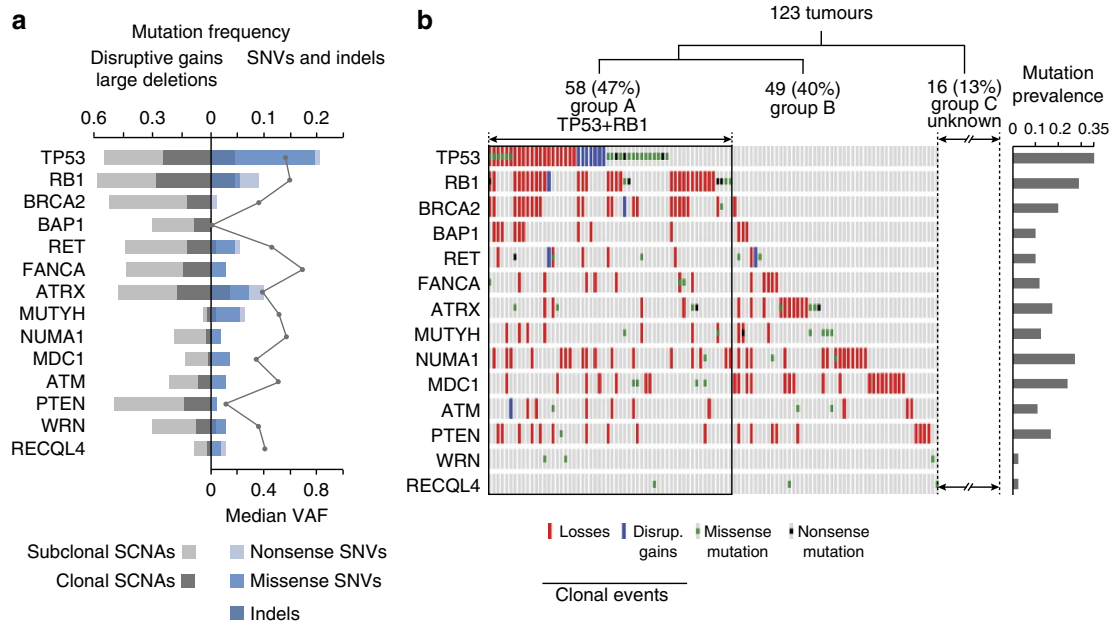 a
Mutation frequency
Disruptive gains
large deletions
SNVs and indels
0.6 0.3 0 0.1 0.2
TP53
RB1
BRCA2
BAP1
RET
FANCA
ATRX
MUTYH
NUMA1
MDC1
ATM
PTEN
WRN
RECQL4
0 0.4 0.8
Median VAF
Subclonal SCNAs
Clonal SCNAs
Nonsense SNVs
Missense SNVs
Indels
b
123 tumours
58 (47%)
group A
TP53+RB1
49 (40%)
group B
16 (13%)
group C
unknown
Mutation
prevalence
0 0.1 0.2 0.35
TP53
RB1
BRCA2
BAP1
RET
FANCA
ATRX
MUTYH
NUMA1
MDC1
ATM
PTEN
WRN
RECQL4
Losses
Disrup.
gains
Missense
mutation
Nonsense
mutation
Clonal events